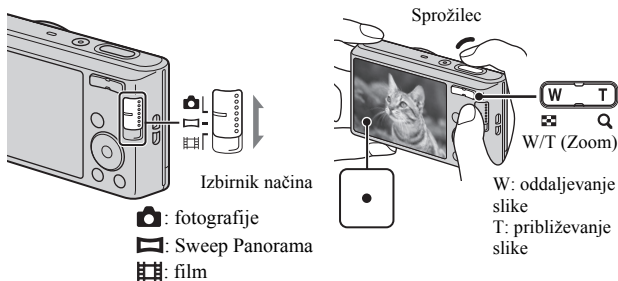 Izbirnik načina
: fotografije
: Sweep Panorama
: film
Sprožilec
W T
W/T (Zoom)
W: oddaljevanje
slike
T: približevanje
slike